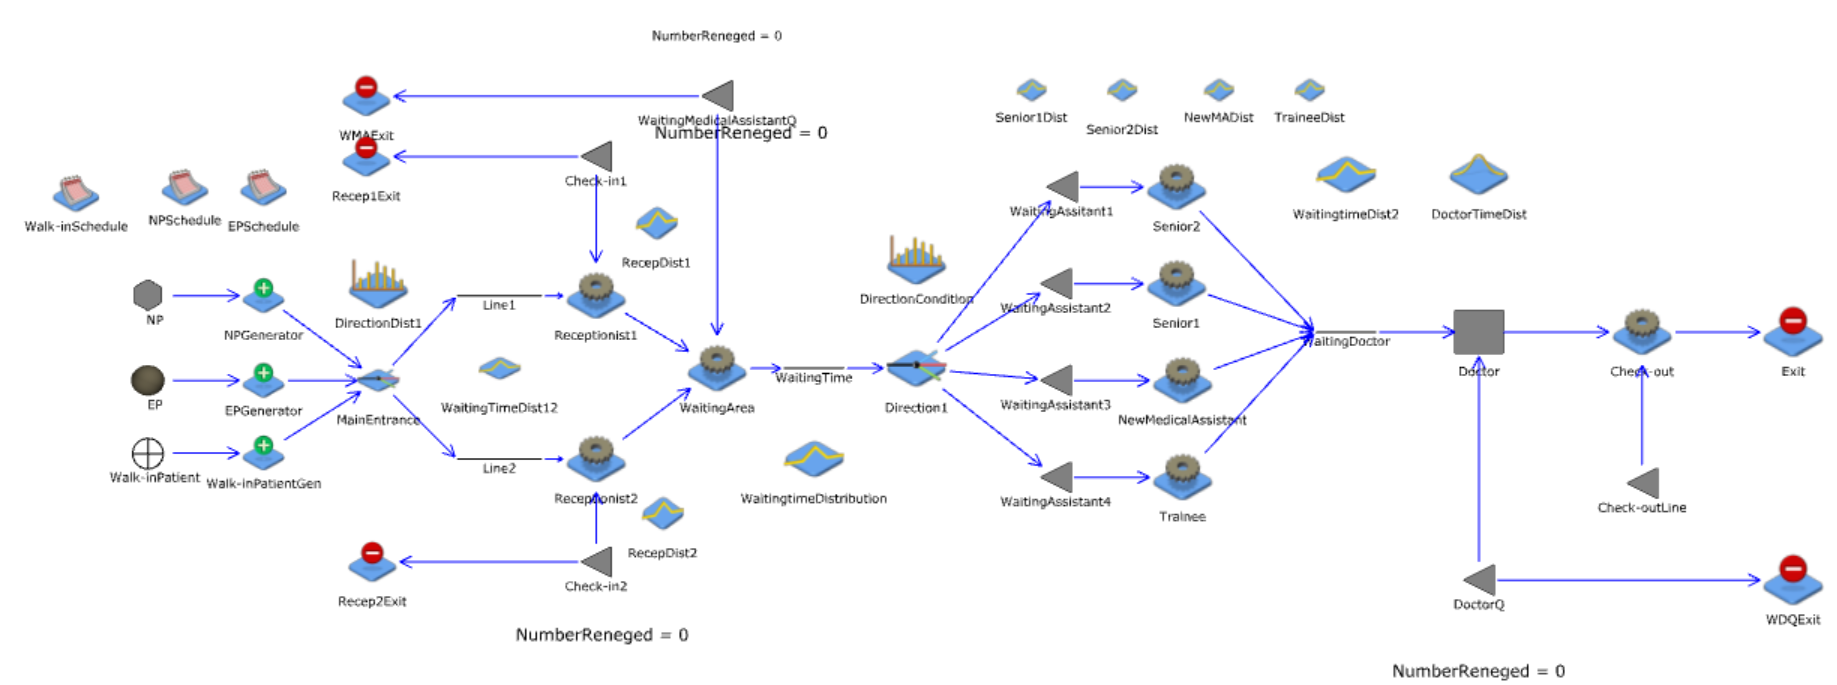 NumberReneged = 0
WMAExit
WaitingMedicalAssistantQ
NumberReneged = 0
Recep1Exit
Check-in1
Walk-inSchedule
NPSchedule
EPSchedule
Senior1Dist
Senior2Dist
NewMADist
TraineeDist
WaitingAssitant1
Senior2
WaitingtimeDist2
DoctorTimeDist
RecepDist1
NP
NPGenerator
DirectionDist1
Line1
Receptionist1
DirectionCondition
WaitingAssistant2
Senior1
EP
EPGenerator
MainEntrance
WaitingTimeDist12
WaitingArea
WaitingTime
Direction1
WaitingAssistant3
NewMedicalAssistant
WaitingDoctor
Doctor
Check-out
Exit
Walk-inPatient
Walk-inPatientGen
Line2
Receptionist2
WaitingtimeDistribution
WaitingAssistant4
Trainee
Check-outLine
RecepDist2
Recep2Exit
Check-in2
DoctorQ
WDQExit
NumberReneged = 0
NumberReneged = 0